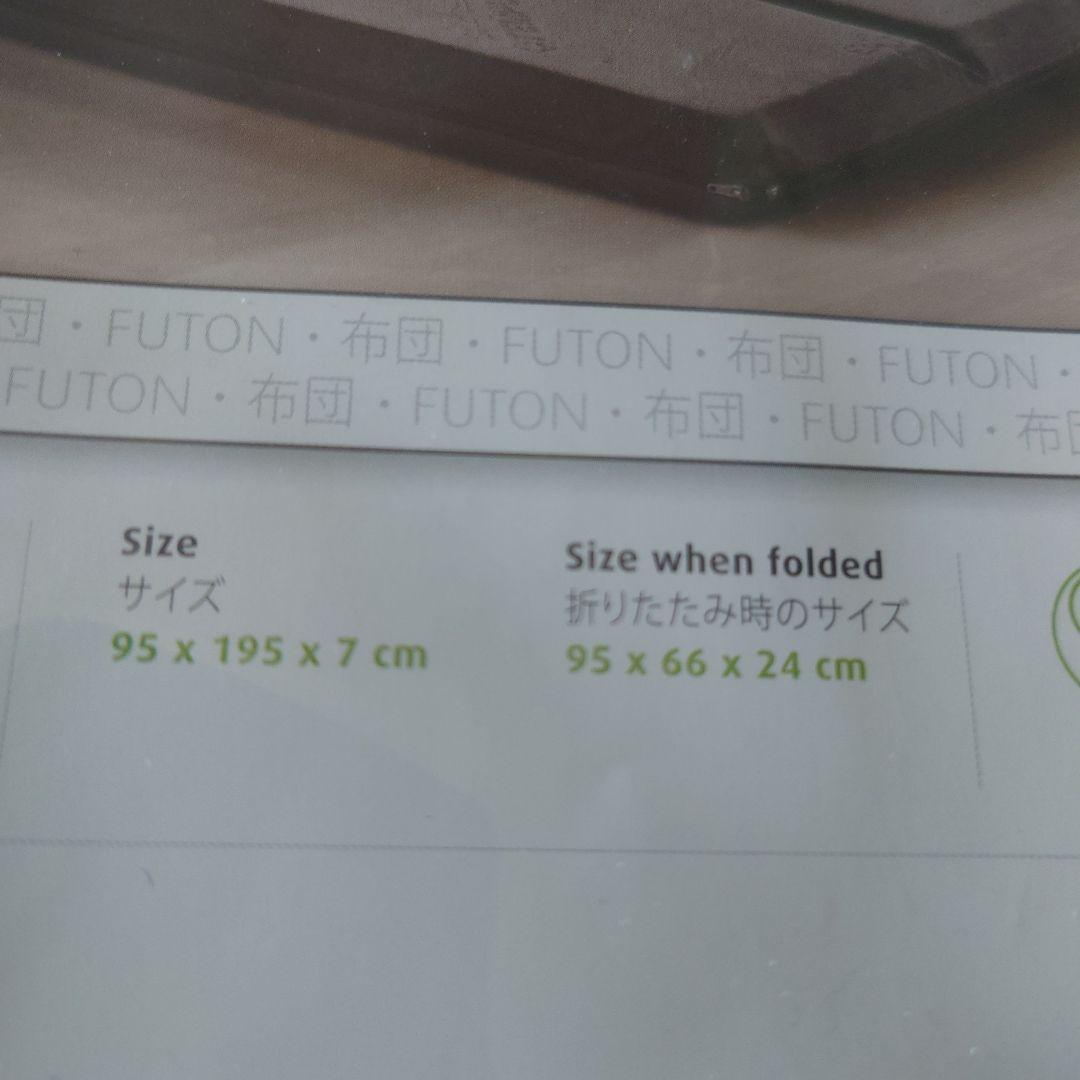 団・FUTON・布団・FUTON・布団・FUTON・
FUTON・布団・FUTON・布団・FUTON・布団
Size
サイズ
95 x 195 x 7 cm
Size when folded
折りたたみ時のサイズ
95 x 66 x 24 cm